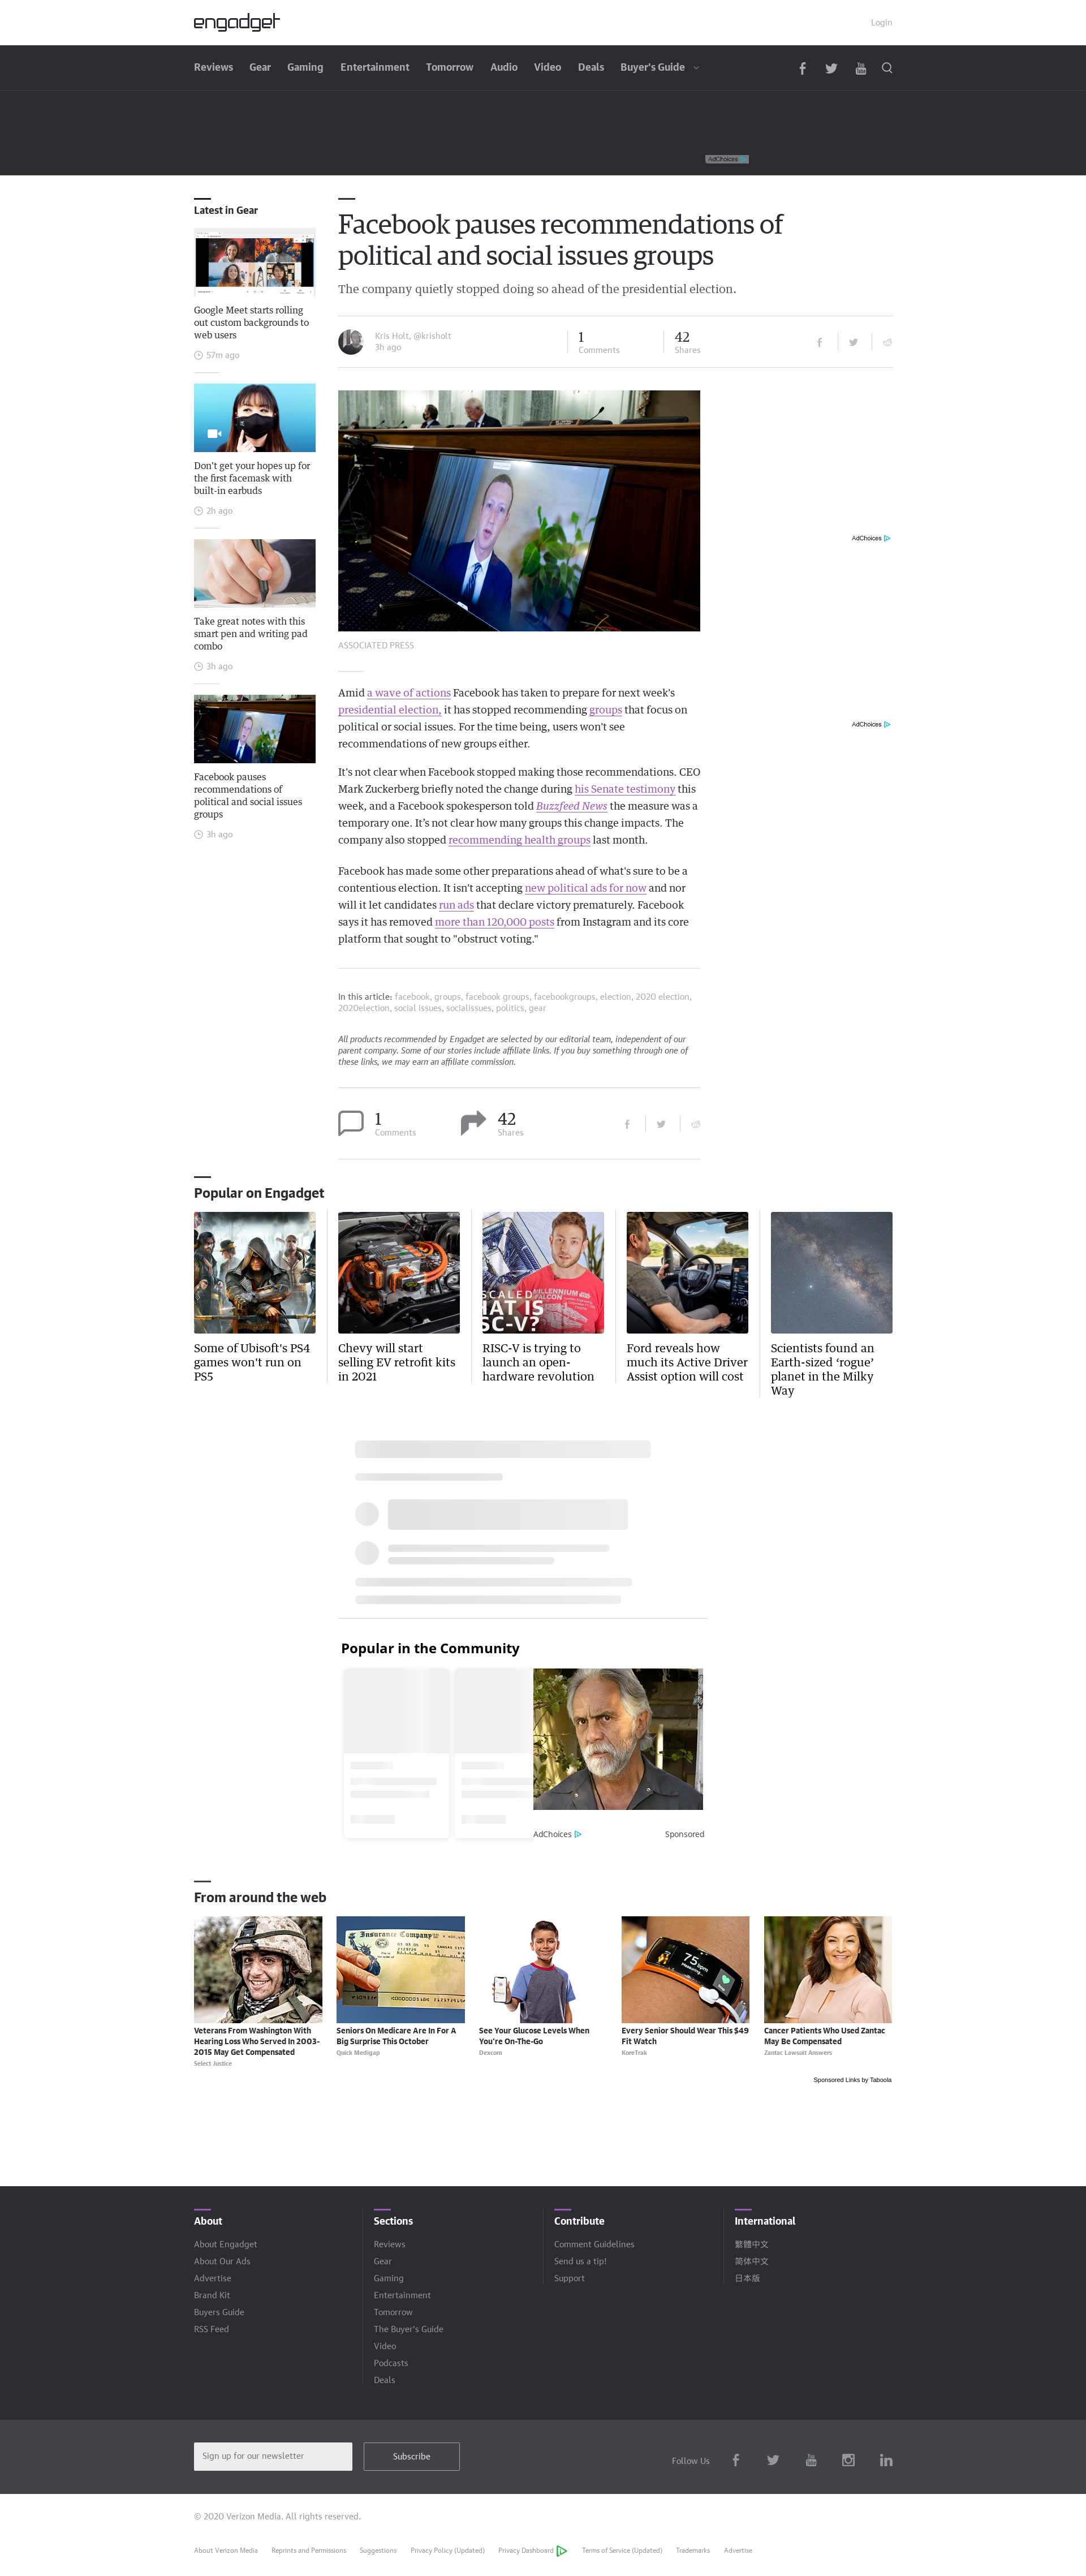 engadget
Login
Reviews Gear Gaming Entertainment Tomorrow Audio Video Deals Buyer's Guide
AdChoices
Latest in Gear
Google Meet starts rolling
out custom backgrounds to
web users
57m ago
Don't get your hopes up for
the first facemask with
built-in earbuds
2h ago
Take great notes with this
smart pen and writing pad
combo
3h ago
Facebook pauses
recommendations of
political and social issues
groups
3h ago
Facebook pauses recommendations of
political and social issues groups
The company quietly stopped doing so ahead of the presidential election.
Kris Holt, @krisholt
3h ago
1
Comments
42
Shares
ASSOCIATED PRESS
AdChoices
AdChoices
Amid a wave of actions Facebook has taken to prepare for next week's
presidential election, it has stopped recommending groups that focus on
political or social issues. For the time being, users won't see
recommendations of new groups either.
It's not clear when Facebook stopped making those recommendations. CEO
Mark Zuckerberg briefly noted the change during his Senate testimony this
week, and a Facebook spokesperson told Buzzfeed News the measure was a
temporary one. It’s not clear how many groups this change impacts. The
company also stopped recommending health groups last month.
Facebook has made some other preparations ahead of what's sure to be a
contentious election. It isn't accepting new political ads for now and nor
will it let candidates run ads that declare victory prematurely. Facebook
says it has removed more than 120,000 posts from Instagram and its core
platform that sought to "obstruct voting."
In this article: facebook, groups, facebook groups, facebookgroups, election, 2020 election,
2020election, social issues, socialissues, politics, gear
All products recommended by Engadget are selected by our editorial team, independent of our
parent company. Some of our stories include affiliate links. If you buy something through one of
these links, we may earn an affiliate commission.
1
Comments
42
Shares
Popular on Engadget
SCALED
HAT IS
SC-V?
MILLENNIUM
FALCON
Some of Ubisoft's PS4
games won't run on
PS5
Chevy will start
selling EV retrofit kits
in 2021
RISC-V is trying to
launch an open-
hardware revolution
Ford reveals how
much its Active Driver
Assist option will cost
Scientists found an
Earth-sized ‘rogue’
planet in the Milky
Way
Popular in the Community
AdChoices
Sponsored
From around the web
Insurance Company
75bpm
Veterans From Washington With
Hearing Loss Who Served In 2003-
2015 May Get Compensated
Select Justice
Seniors On Medicare Are In For A
Big Surprise This October
Quick Medigap
See Your Glucose Levels When
You're On-The-Go
Dexcom
Every Senior Should Wear This $49
Fit Watch
KoreTrak
Cancer Patients Who Used Zantac
May Be Compensated
Zantac Lawsuit Answers
Sponsored Links by Taboola
About
About Engadget
About Our Ads
Advertise
Brand Kit
Buyers Guide
RSS Feed
Sections
Reviews
Gear
Gaming
Entertainment
Tomorrow
The Buyer's Guide
Video
Podcasts
Deals
Contribute
Comment Guidelines
Send us a tip!
Support
International
繁體中文
简体中文
日本版
Sign up for our newsletter
Subscribe
Follow Us
© 2020 Verizon Media. All rights reserved.
About Verizon Media Reprints and Permissions Suggestions Privacy Policy (Updated) Privacy Dashboard Terms of Service (Updated) Trademarks Advertise